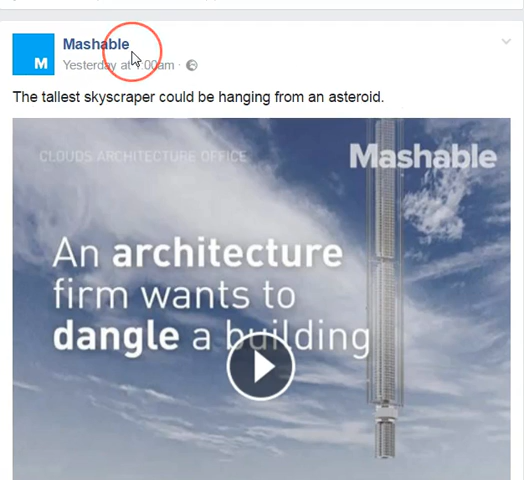 Mashable
M
Yesterday at :00am
The tallest skyscraper could be hanging from an asteroid.
CLOUDS ARCHITECTURE OFFICE
Mashable
An architecture
firm wants to
dangle a building